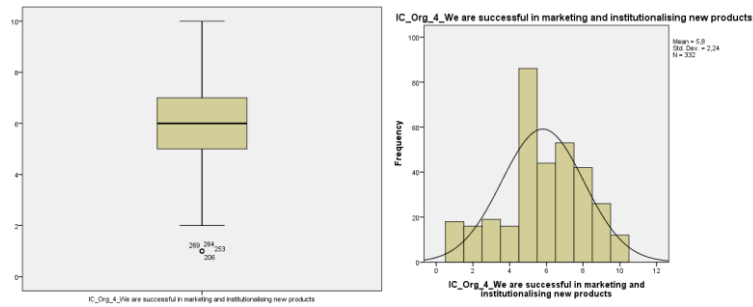 10
8
6
4
2
0
269 264
253
206
IC_Org_4_We are successful in marketing and institutionalising new products
IC_Org_4_We are successful in marketing and institutionalising new products
Mean = 5,8
Std. Dev. = 2,24
N = 332
Frequency
100
80
60
40
20
0
0 2 4 6 8 10 12
IC_Org_4_We are successful in marketing and
institutionalising new products